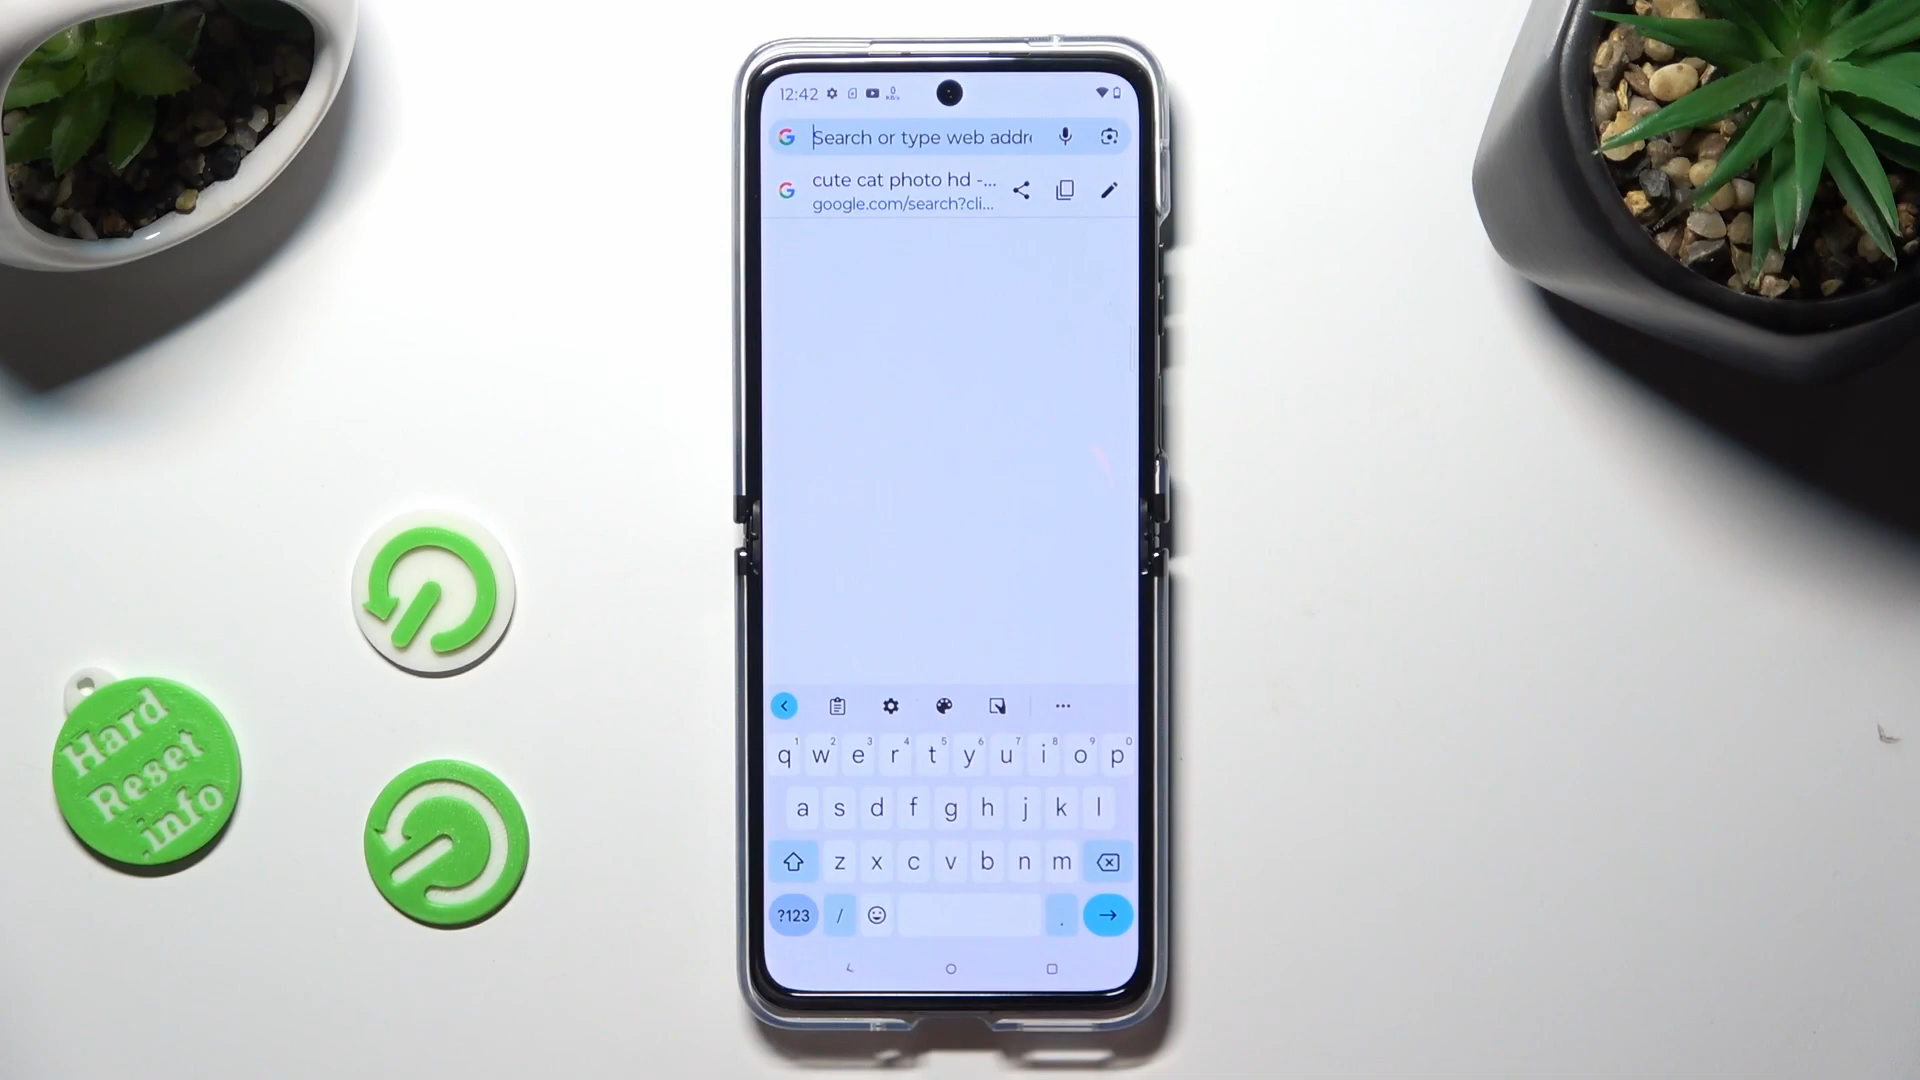 12:42
Search or type web addr
cute cat photo hd -...
google.com/search?cli...
1 2 3 4 5 6 7 8 9 0
q w e r t y u i o p
a s d f g h j k l
z x c v b n m
?123 / .
Hard
Reset
.info